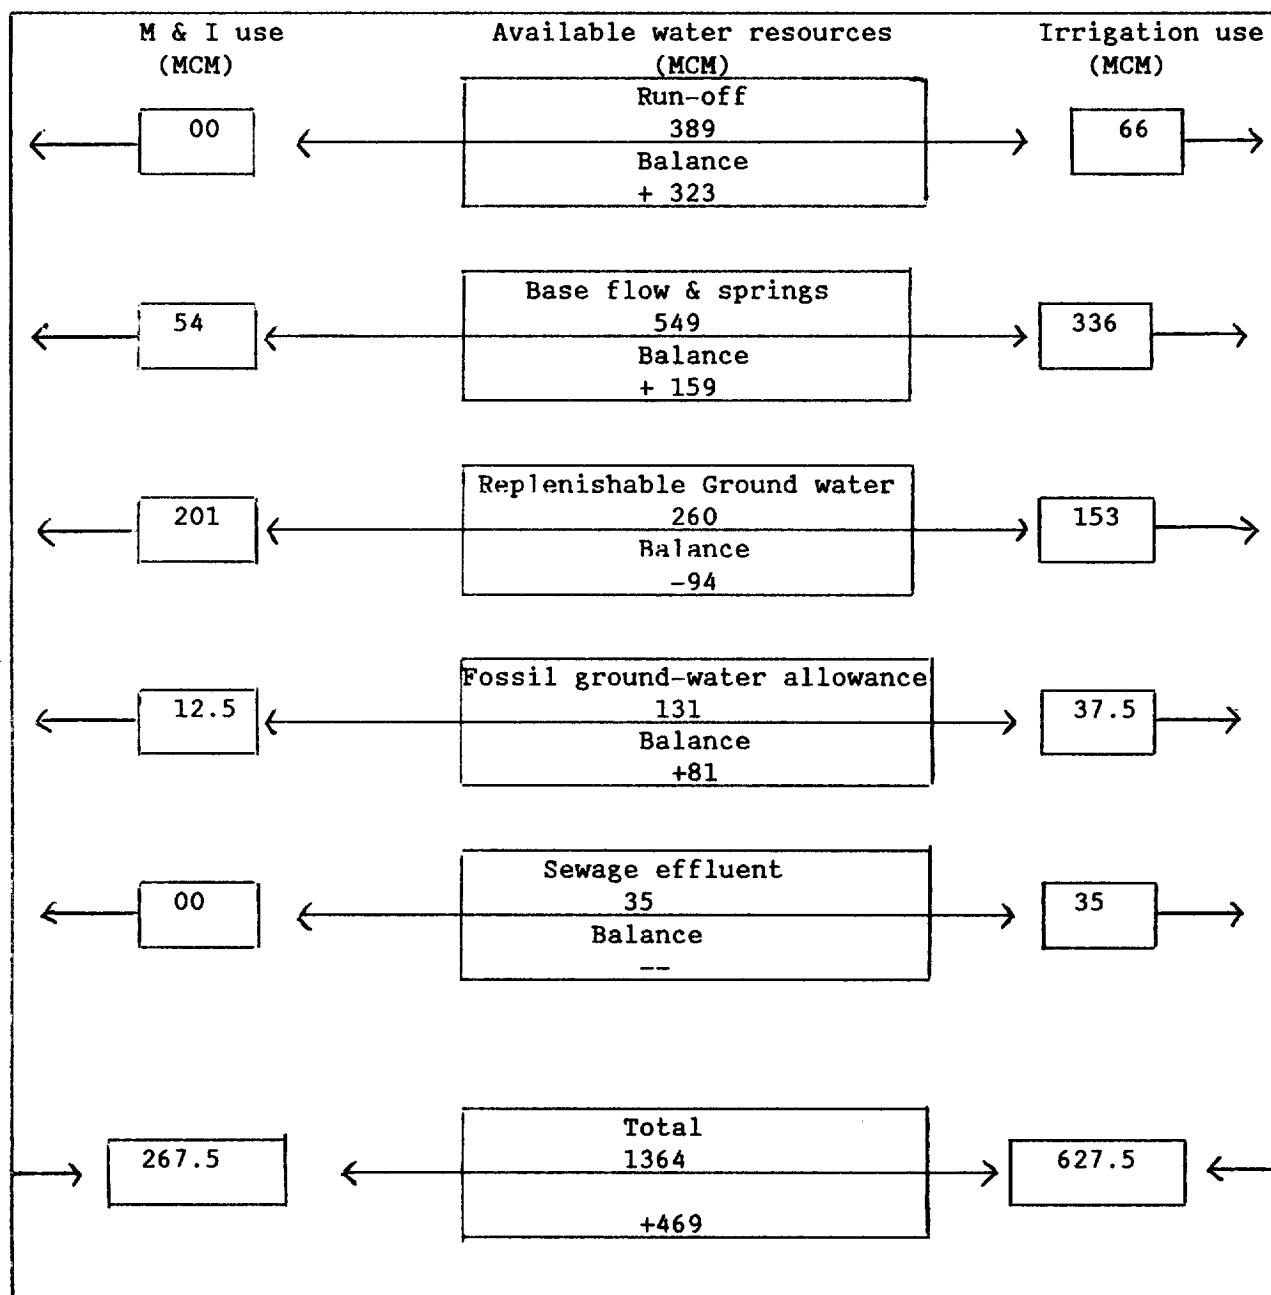 M & I use Available water resources Irrigation use
(MCM) (MCM) (MCM)
Run-off
00 389 66
Balance
+ 323
Base flow & springs
54 549 336
Balance
+ 159
Replenishable Ground water
201 260 153
Balance
-94
Fossil ground-water allowance
12.5 131 37.5
Balance
+81
Sewage effluent
00 35 35
Balance
--
Total
267.5 1364 627.5
+469